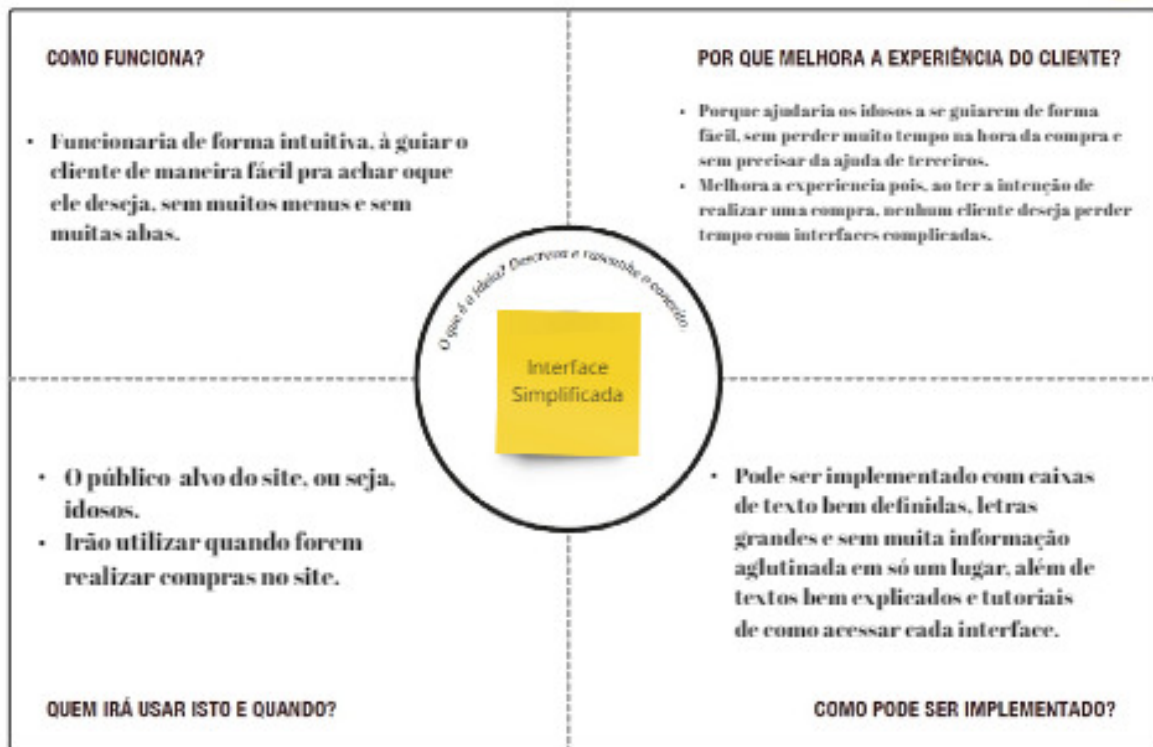 COMO FUNCIONA?
• Funcionaria de forma intuitiva, à guiar o
cliente de maneira fácil pra achar oque
ele deseja, sem muitos menus e sem
muitas abas.
POR QUE MELHORA A EXPERIÊNCIA DO CLIENTE?
• Porque ajudaria os idosos a se guiarem de forma
fácil, sem perder muito tempo na hora da compra e
sem precisar da ajuda de terceiros.
• Melhora a experiencia pois, ao ter a intenção de
realizar uma compra, nenhum cliente deseja perder
tempo com interfaces complicadas.
O que é a ideia? Descreva e rascunhe o conceito.
Interface
Simplificada
• O público alvo do site, ou seja,
idosos.
• Irão utilizar quando forem
realizar compras no site.
QUEM IRÁ USAR ISTO E QUANDO?
• Pode ser implementado com caixas
de texto bem definidas, letras
grandes e sem muita informação
aglutinada em só um lugar, além de
textos bem explicados e tutoriais
de como acessar cada interface.
COMO PODE SER IMPLEMENTADO?